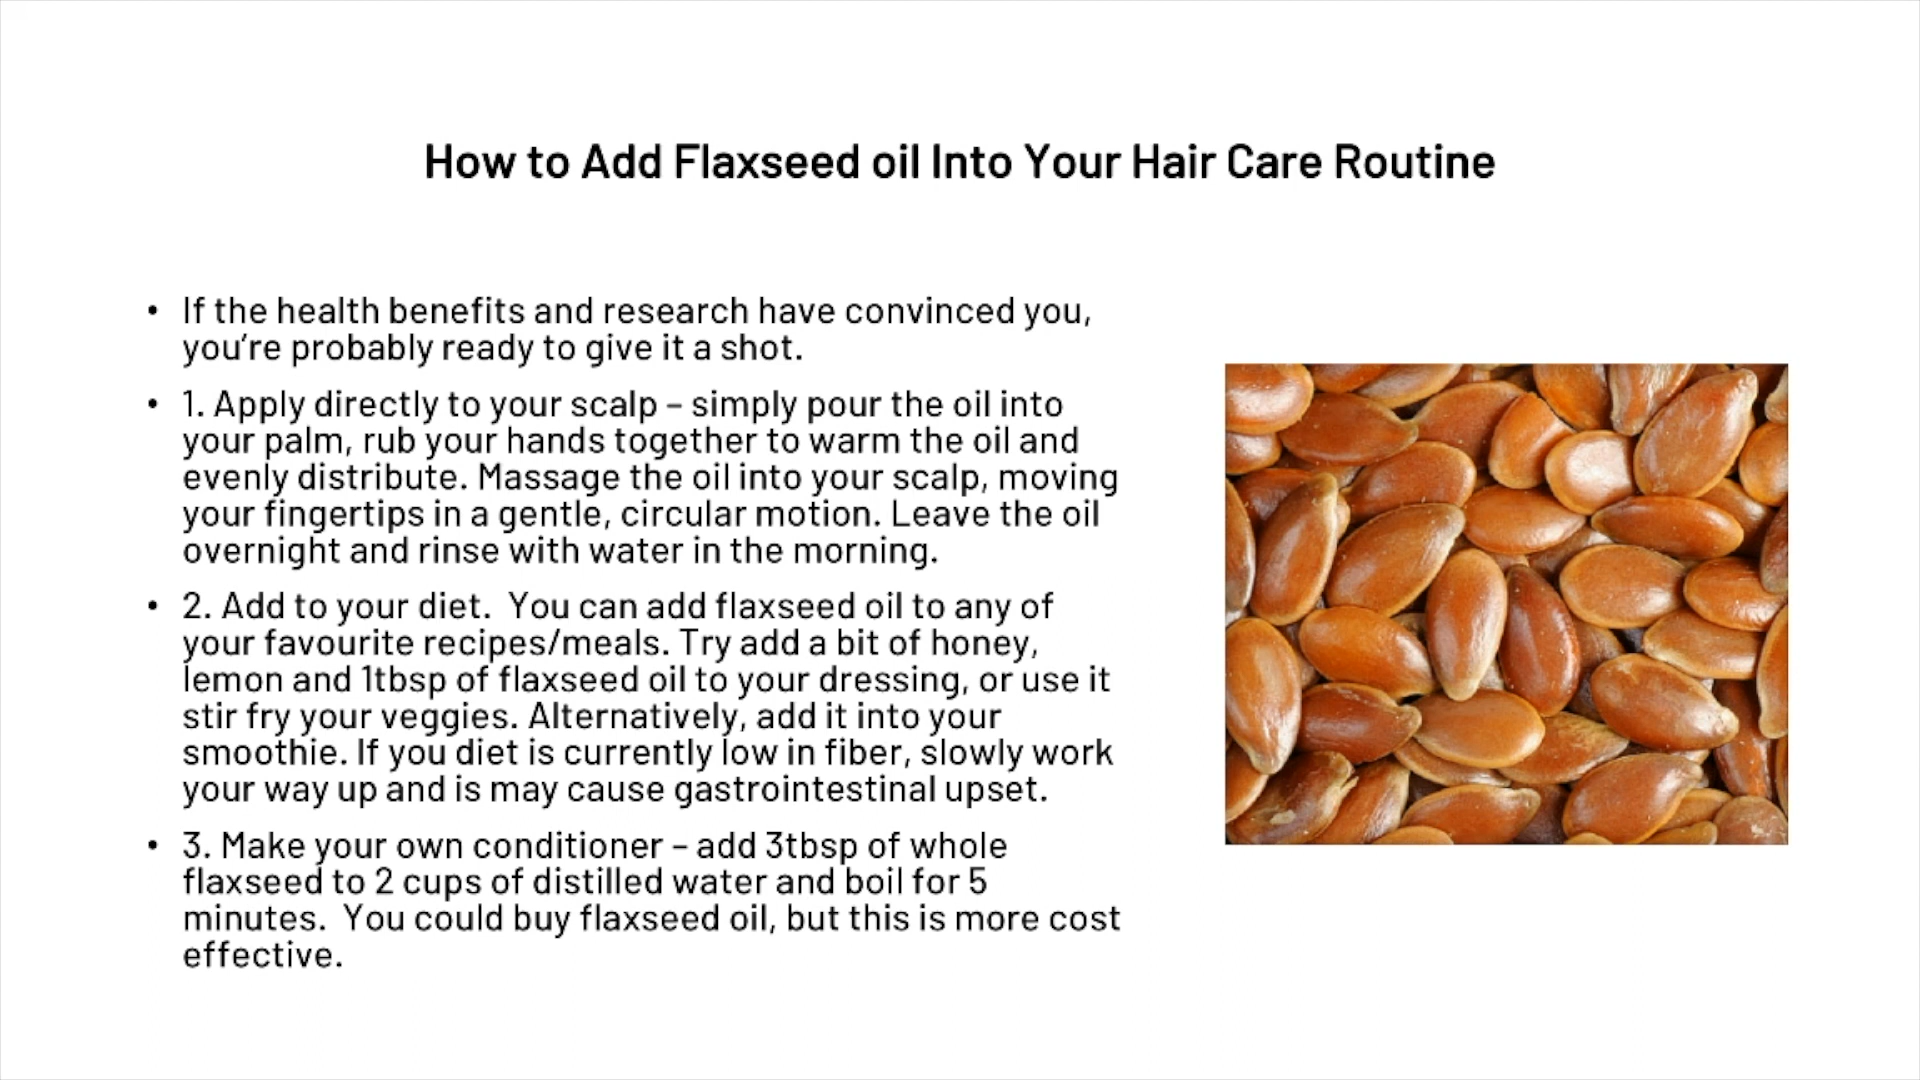 How to Add Flaxseed oil Into Your Hair Care Routine
• If the health benefits and research have convinced you,
you’re probably ready to give it a shot.
• 1. Apply directly to your scalp – simply pour the oil into
your palm, rub your hands together to warm the oil and
evenly distribute. Massage the oil into your scalp, moving
your fingertips in a gentle, circular motion. Leave the oil
overnight and rinse with water in the morning.
• 2. Add to your diet.  You can add flaxseed oil to any of
your favourite recipes/meals. Try add a bit of honey,
lemon and 1tbsp of flaxseed oil to your dressing, or use it
stir fry your veggies. Alternatively, add it into your
smoothie. If you diet is currently low in fiber, slowly work
your way up and is may cause gastrointestinal upset.
• 3. Make your own conditioner – add 3tbsp of whole
flaxseed to 2 cups of distilled water and boil for 5
minutes.  You could buy flaxseed oil, but this is more cost
effective.